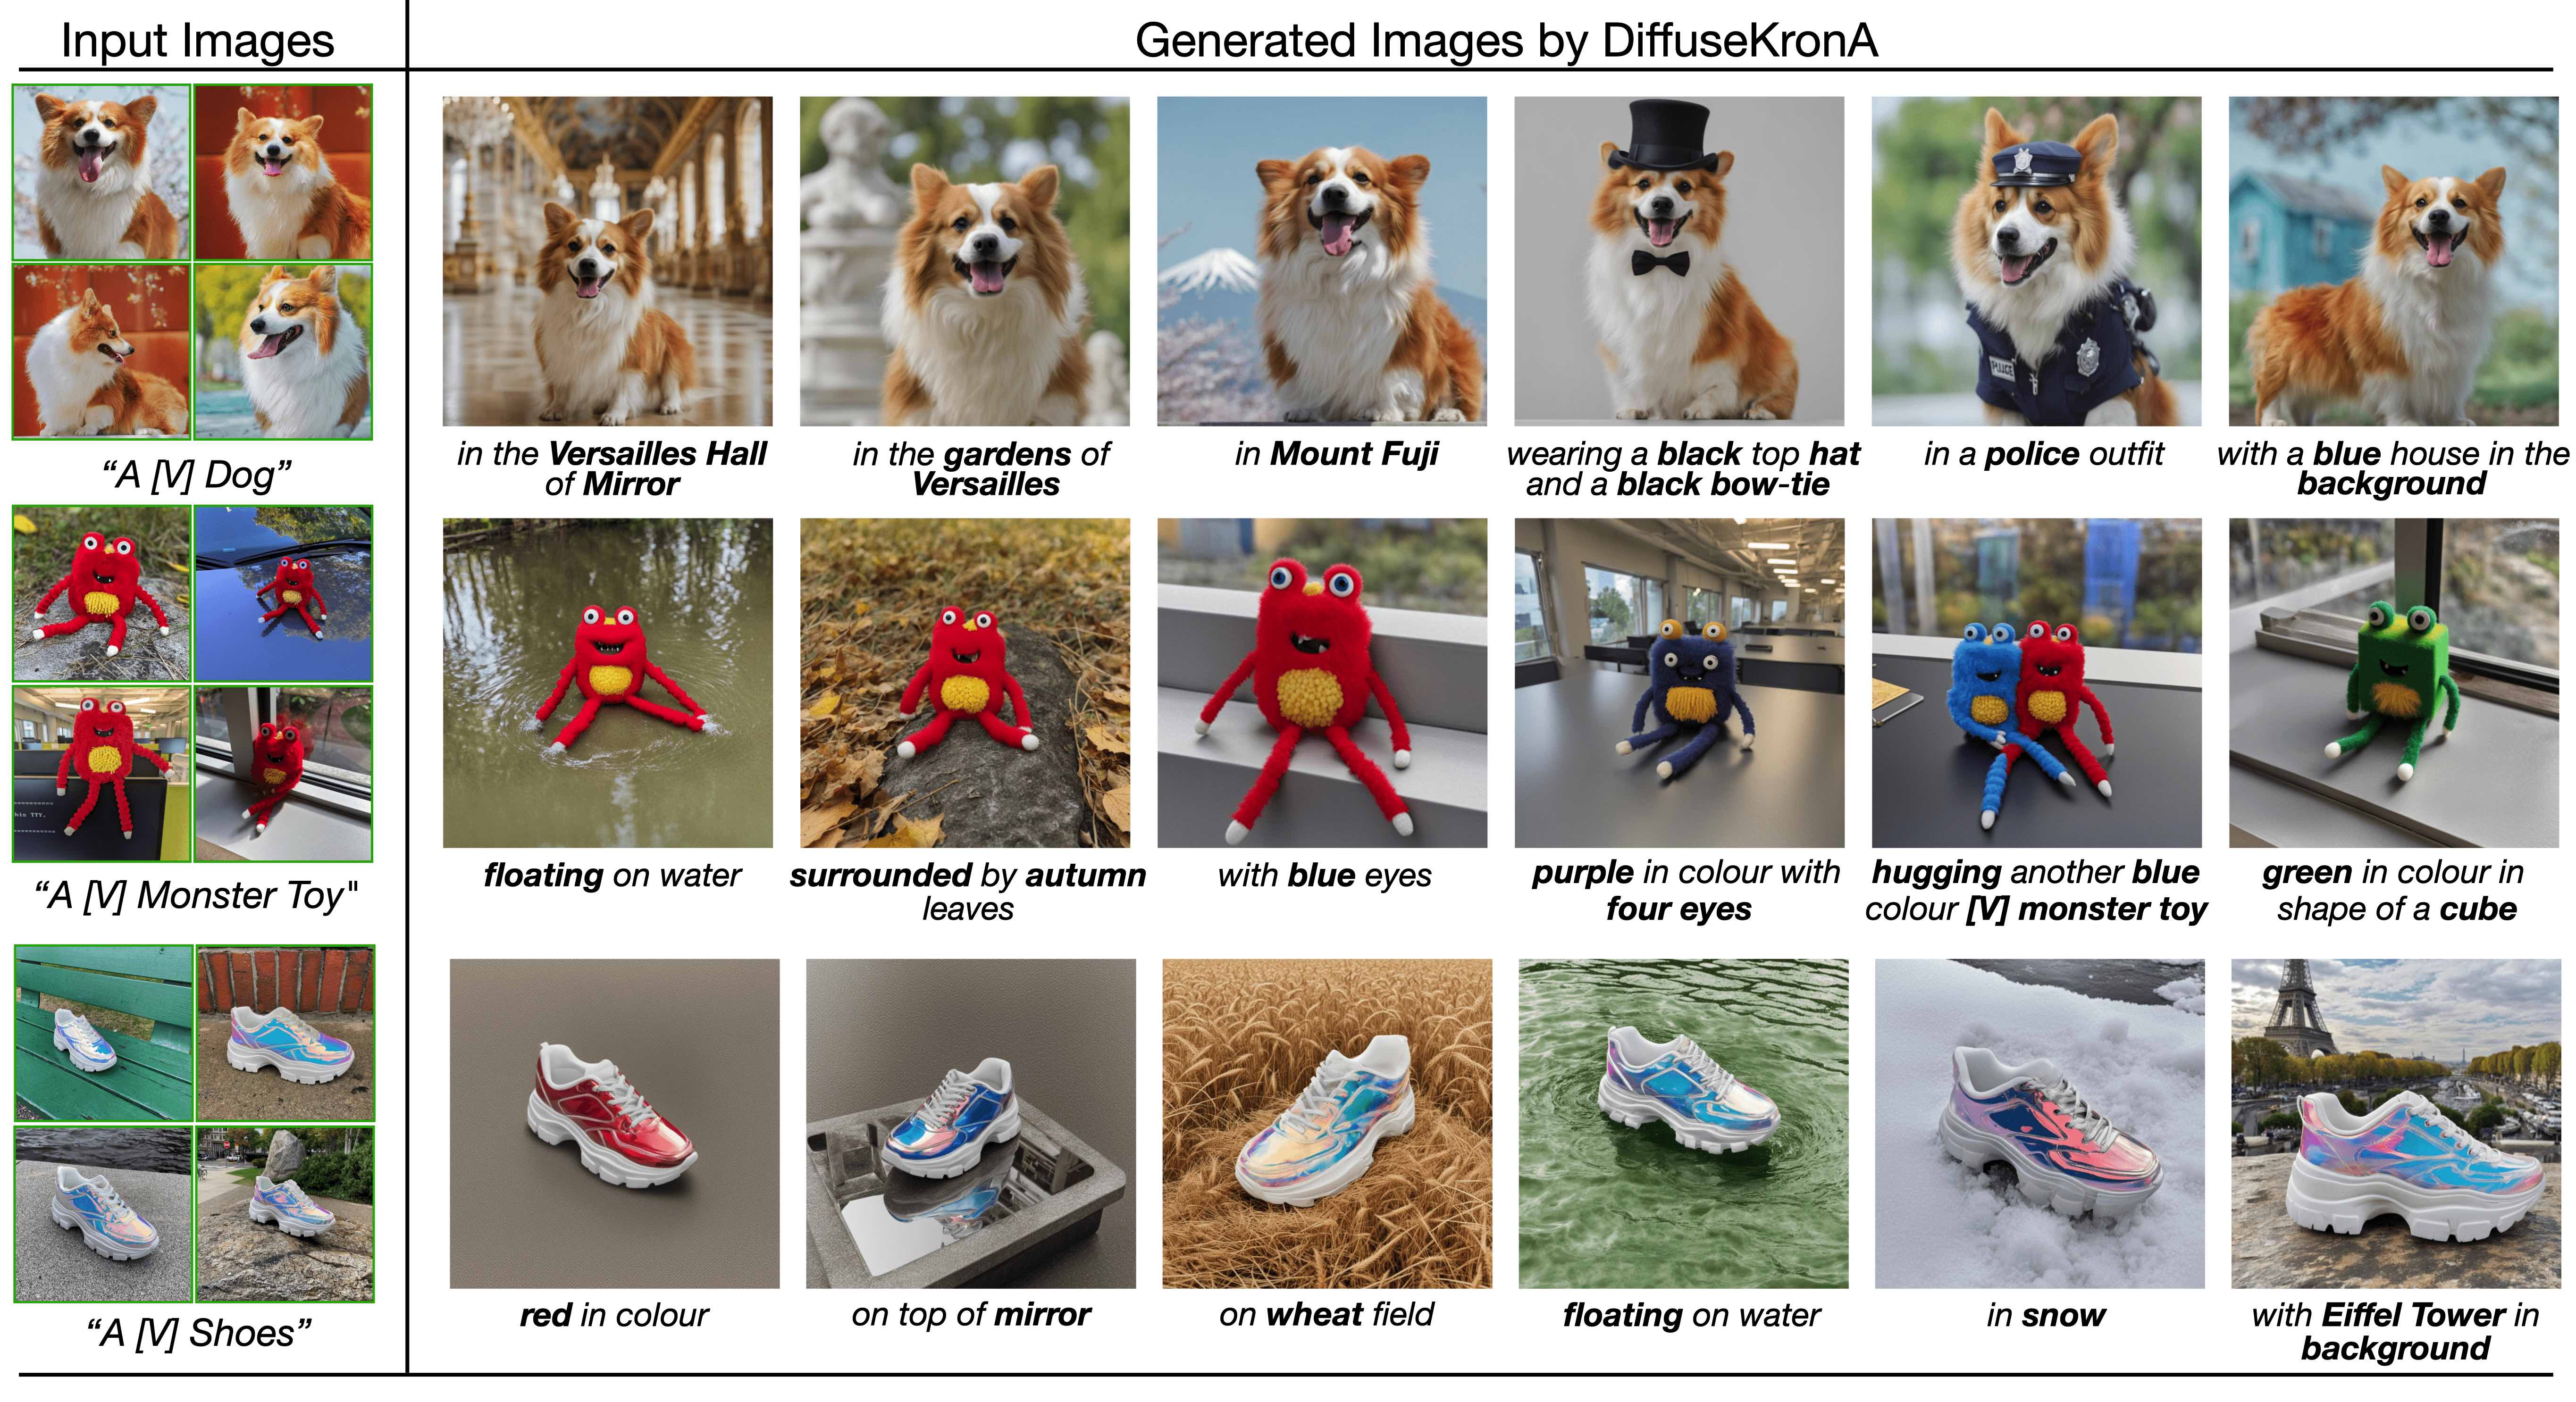 Input Images
Generated Images by DiffuseKronA
in the Versailles Hall
of Mirror
in the gardens of
Versailles
in Mount Fuji
wearing a black top hat
and a black bow-tie
in a police outfit
with a blue house in the
background
“A [V] Dog”
floating on water
surrounded by autumn
leaves
with blue eyes
purple in colour with
four eyes
hugging another blue
colour [V] monster toy
green in colour in
shape of a cube
“A [V] Monster Toy"
red in colour
on top of mirror
on wheat field
floating on water
in snow
with Eiffel Tower in
background
“A [V] Shoes”